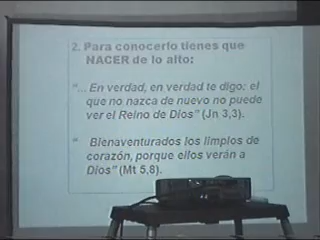 2. Para conocerlo tienes que
NACER de lo alto:
"... En verdad, en verdad te digo: el
que no nazca de nuevo no puede
ver el Reino de Dios" (Jn 3,3).
" Bienaventurados los limpios de
corazón, porque ellos verán a
Dios" (Mt 5,8).